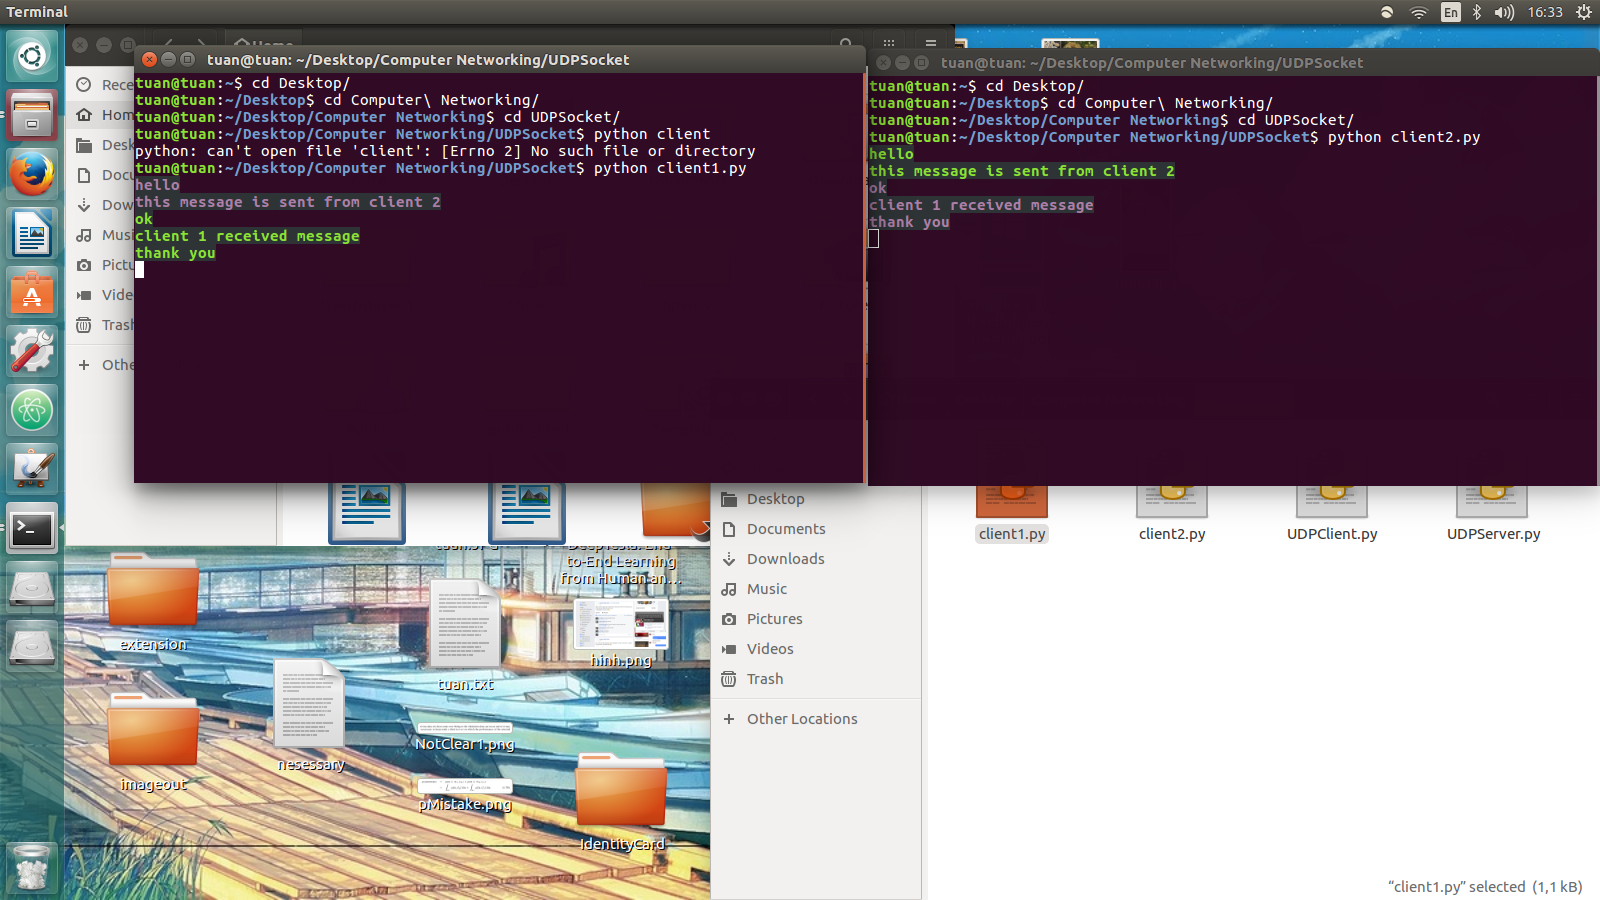 Terminal
En
16:33
Home
tuan@tuan: ~/Desktop/Computer Networking/UDPSocket
tuan@tuan:~$ cd Desktop/
tuan@tuan:~/Desktop$ cd Computer\ Networking/
tuan@tuan:~/Desktop/Computer Networking$ cd UDPSocket/
tuan@tuan:~/Desktop/Computer Networking/UDPSocket$ python client
python: can't open file 'client': [Errno 2] No such file or directory
tuan@tuan:~/Desktop/Computer Networking/UDPSocket$ python client1.py
hello
this message is sent from client 2
ok
client 1 received message
thank you
tuan@tuan: ~/Desktop/Computer Networking/UDPSocket
tuan@tuan:~$ cd Desktop/
tuan@tuan:~/Desktop$ cd Computer\ Networking/
tuan@tuan:~/Desktop/Computer Networking$ cd UDPSocket/
tuan@tuan:~/Desktop/Computer Networking/UDPSocket$ python client2.py
hello
this message is sent from client 2
ok
client 1 received message
thank you
Rece
Hom
Desk
Docu
Dow
Musi
Pictu
Vide
Trash
Othe
to-End Learning
from Human an...
extension
tuan.txt
hinh.png
imageout
nesessary
NotClear1.png
pMistake.png
IdentityCard
Desktop
Documents
Downloads
Music
Pictures
Videos
Trash
Other Locations
client1.py
client2.py
UDPClient.py
UDPServer.py
“client1.py” selected (1,1 kB)